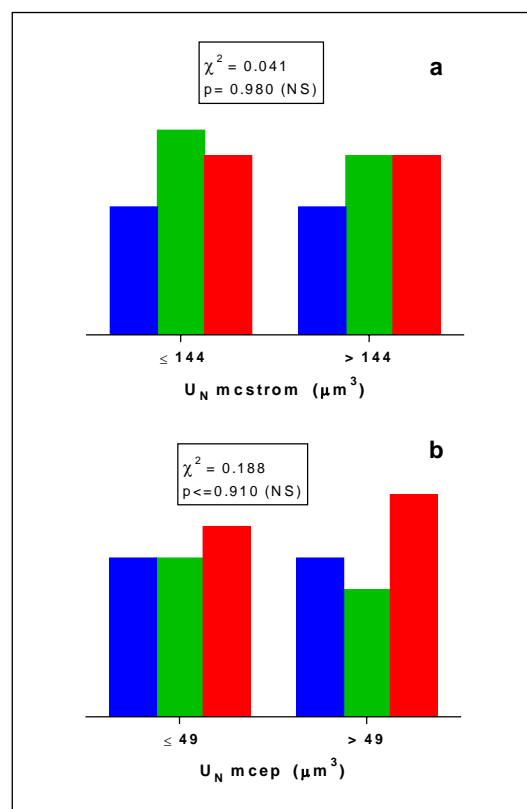 χ² = 0.041
p= 0.980 (NS)
a
≤ 144
> 144
U_N mcstrom (μm³)
χ² = 0.188
p<=0.910 (NS)
b
≤ 49
> 49
U_N mcep (μm³)